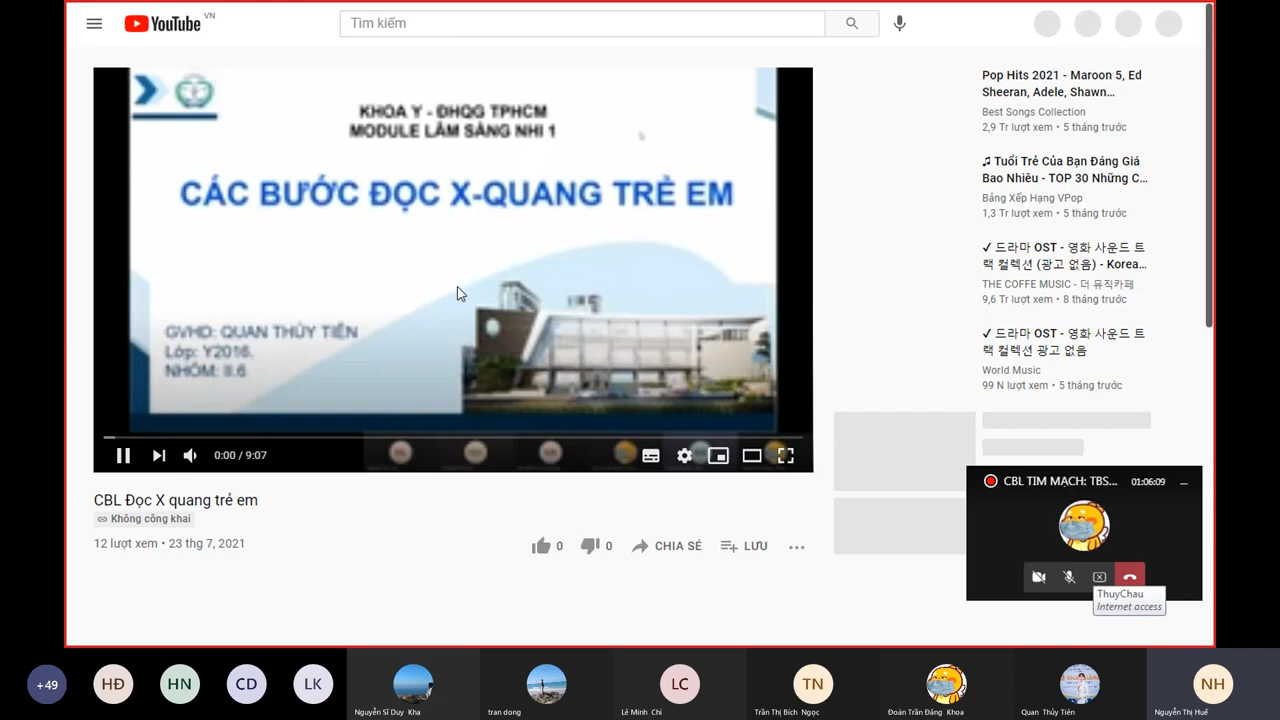 YouTube VN
Tìm kiếm
KHOA Y - ĐHQG TPHCM
MODULE LÂM SÀNG NHI 1
CÁC BƯỚC ĐỌC X-QUANG TRẺ EM
GVHD: QUAN THỦY TIÊN
Lớp: Y2016.
NHÓM: II.6
0:00 / 9:07
CBL Đọc X quang trẻ em
Không công khai
12 lượt xem • 23 thg 7, 2021
0
0
CHIA SẺ
LƯU
Pop Hits 2021 - Maroon 5, Ed
Sheeran, Adele, Shawn...
Best Songs Collection
2,9 Tr lượt xem • 5 tháng trước
♫ Tuổi Trẻ Của Bạn Đáng Giá
Bao Nhiêu - TOP 30 Những C...
Bảng Xếp Hạng VPop
1,3 Tr lượt xem • 5 tháng trước
✓ 드라마 OST - 영화 사운드 트
랙 컬렉션 (광고 없음) - Korea...
THE COFFE MUSIC - 더 뮤직카페
9,6 Tr lượt xem • 8 tháng trước
✓ 드라마 OST - 영화 사운드 트
랙 컬렉션 광고 없음
World Music
99 N lượt xem • 5 tháng trước
CBL TIM MẠCH: TBS... 01:06:09
ThuyChau
Internet access
+49
HĐ
HN
CD
LK
LC
TN
NH
Nguyễn Sĩ Duy Kha
tran dong
Lê Minh Chí
Trần Thị Bích Ngọc
Đoàn Trần Đăng Khoa
Quan Thủy Tiên
Nguyễn Thị Huế